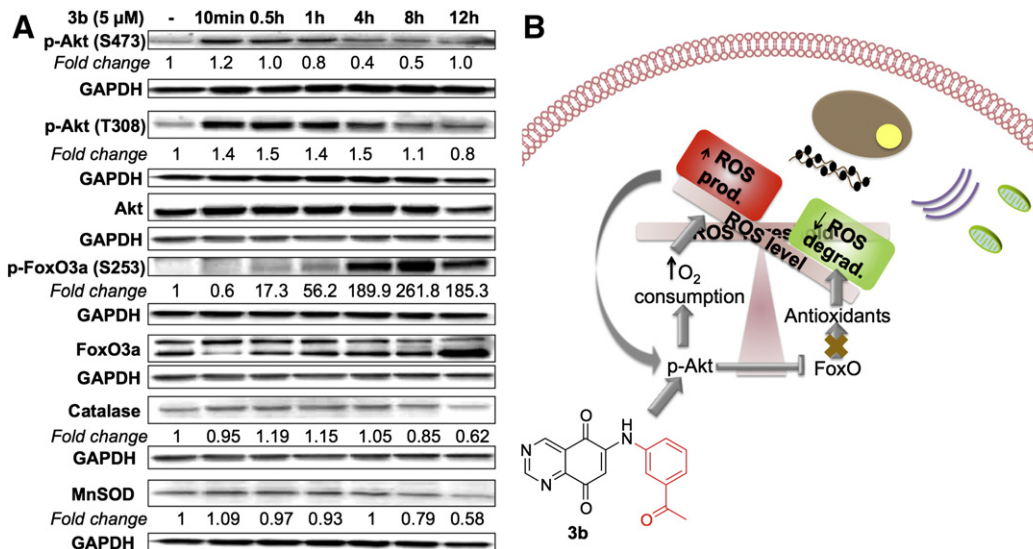 A
3b (5 µM) - 10min 0.5h 1h 4h 8h 12h
p-Akt (S473)
Fold change 1 1.2 1.0 0.8 0.4 0.5 1.0
GAPDH
p-Akt (T308)
Fold change 1 1.4 1.5 1.4 1.5 1.1 0.8
GAPDH
Akt
GAPDH
p-FoxO3a (S253)
Fold change 1 0.6 17.3 56.2 189.9 261.8 185.3
GAPDH
FoxO3a
GAPDH
Catalase
Fold change 1 0.95 1.19 1.15 1.05 0.85 0.62
GAPDH
MnSOD
Fold change 1 1.09 0.97 0.93 1 0.79 0.58
GAPDH
B
↑ ROS
prod.
ROS level
ROS
↓ ROS
degrad.
↑O2
consumption
Antioxidants
p-Akt
FoxO
O
H
N
N
N
O
O
3b